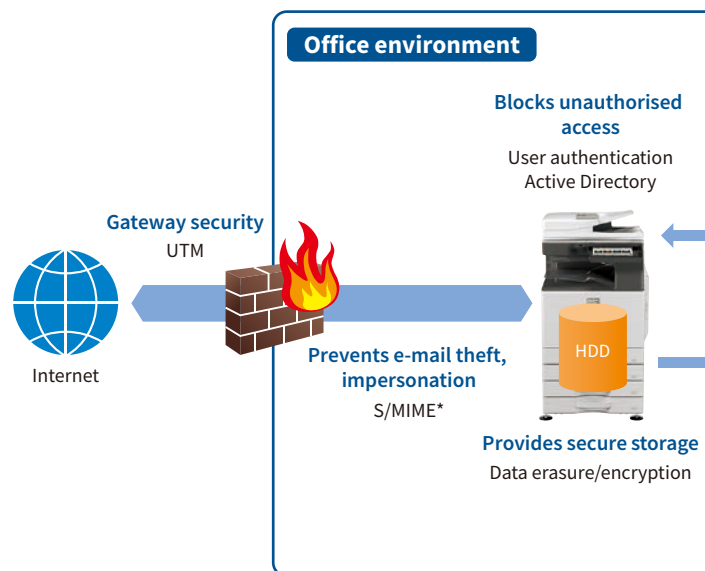 Office environment
Blocks unauthorised
access
User authentication
Active Directory
Gateway security
UTM
Internet
HDD
Prevents e-mail theft,
impersonation
S/MIME*
Provides secure storage
Data erasure/encryption